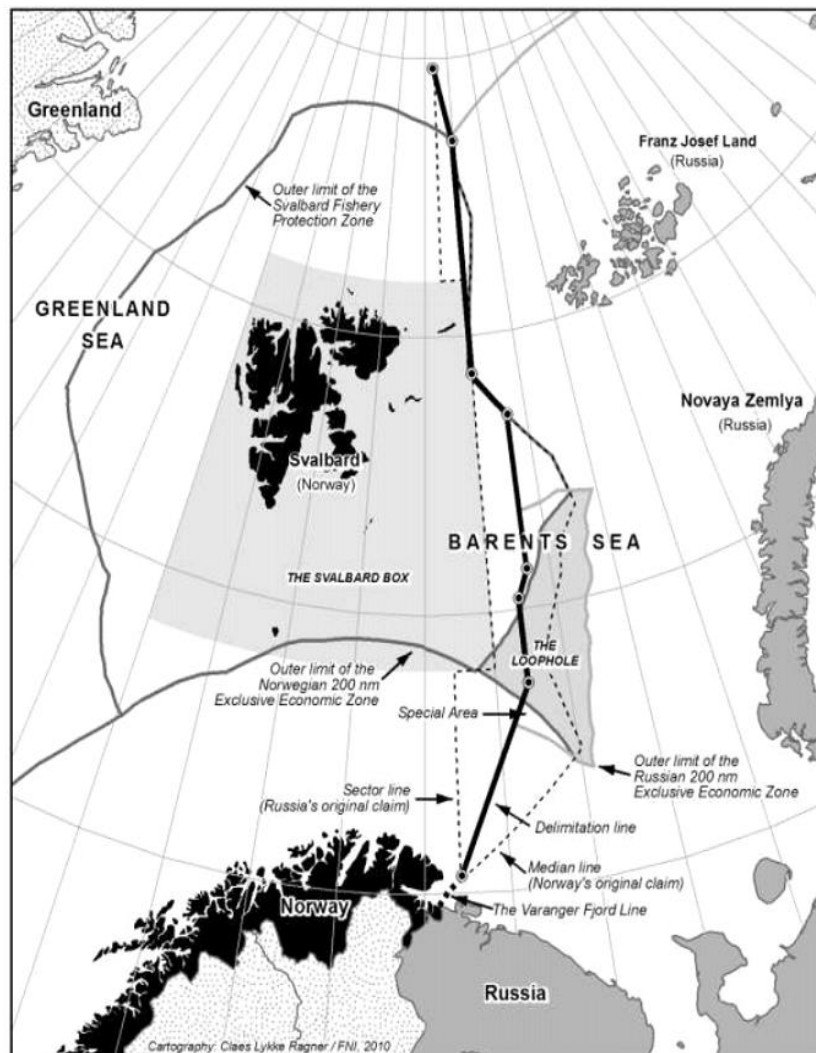 Greenland
Franz Josef Land
(Russia)
Outer limit of the
Svalbard Fishery
Protection Zone
GREENLAND
SEA
Novaya Zemlya
(Russia)
Svalbard
(Norway)
BARENTS SEA
THE SVALBARD BOX
THE
LOOPHOLE
Outer limit of the
Norwegian 200 nm
Exclusive Economic Zone
Special Area
Outer limit of the
Russian 200 nm
Exclusive Economic Zone
Sector line
(Russia's original claim)
Delimitation line
Median line
(Norway's original claim)
Norway
The Varanger Fjord Line
Russia
Cartography: Claes Lykke Ragner / FNI, 2010